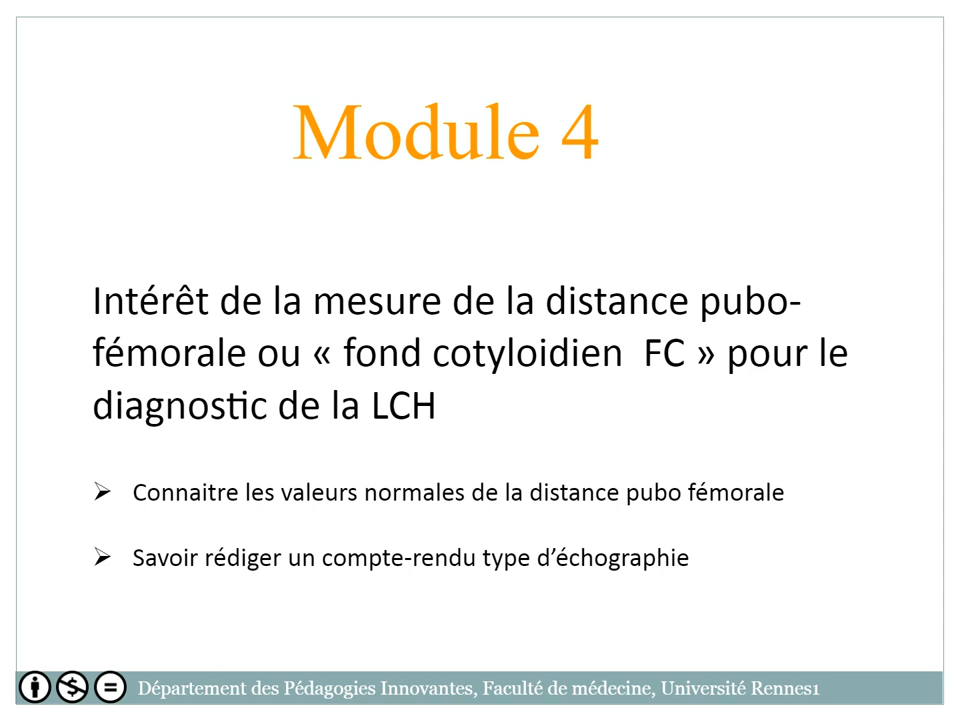 Module 4
Intérêt de la mesure de la distance pubo-
fémorale ou « fond cotyloidien  FC » pour le
diagnostic de la LCH
➢ Connaitre les valeurs normales de la distance pubo fémorale
➢ Savoir rédiger un compte-rendu type d’échographie
Département des Pédagogies Innovantes, Faculté de médecine, Université Rennes1